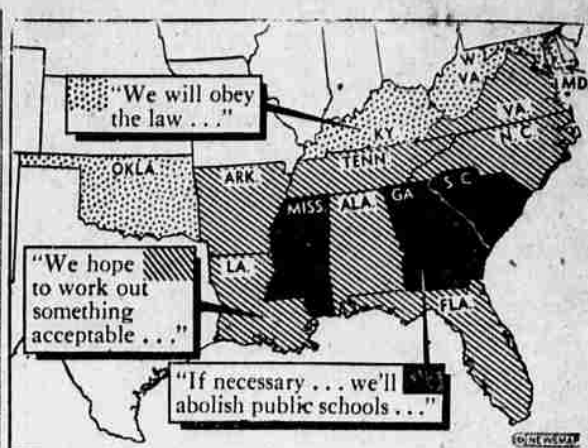 "We will obey
the law . . ."
W.
VA.
MD.
KY.
VA.
OKLA.
TENN.
N. C.
ARK.
MISS.
ALA.
GA
S C
"We hope
to work out
something
acceptable . . ."
LA.
FLA.
"If necessary . . . we'll
abolish public schools . . ."
NEWSMAP